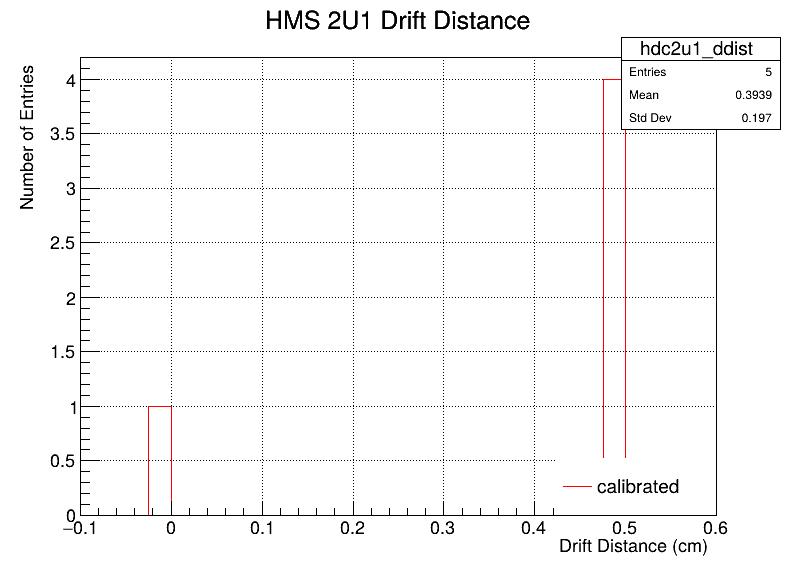 HMS 2U1 Drift Distance
hdc2u1_ddist
Entries 5
Mean 0.3939
Std Dev 0.197
Number of Entries
4
3.5
3
2.5
2
1.5
1
0.5
0
calibrated
−0.1 0 0.1 0.2 0.3 0.4 0.5 0.6
Drift Distance (cm)